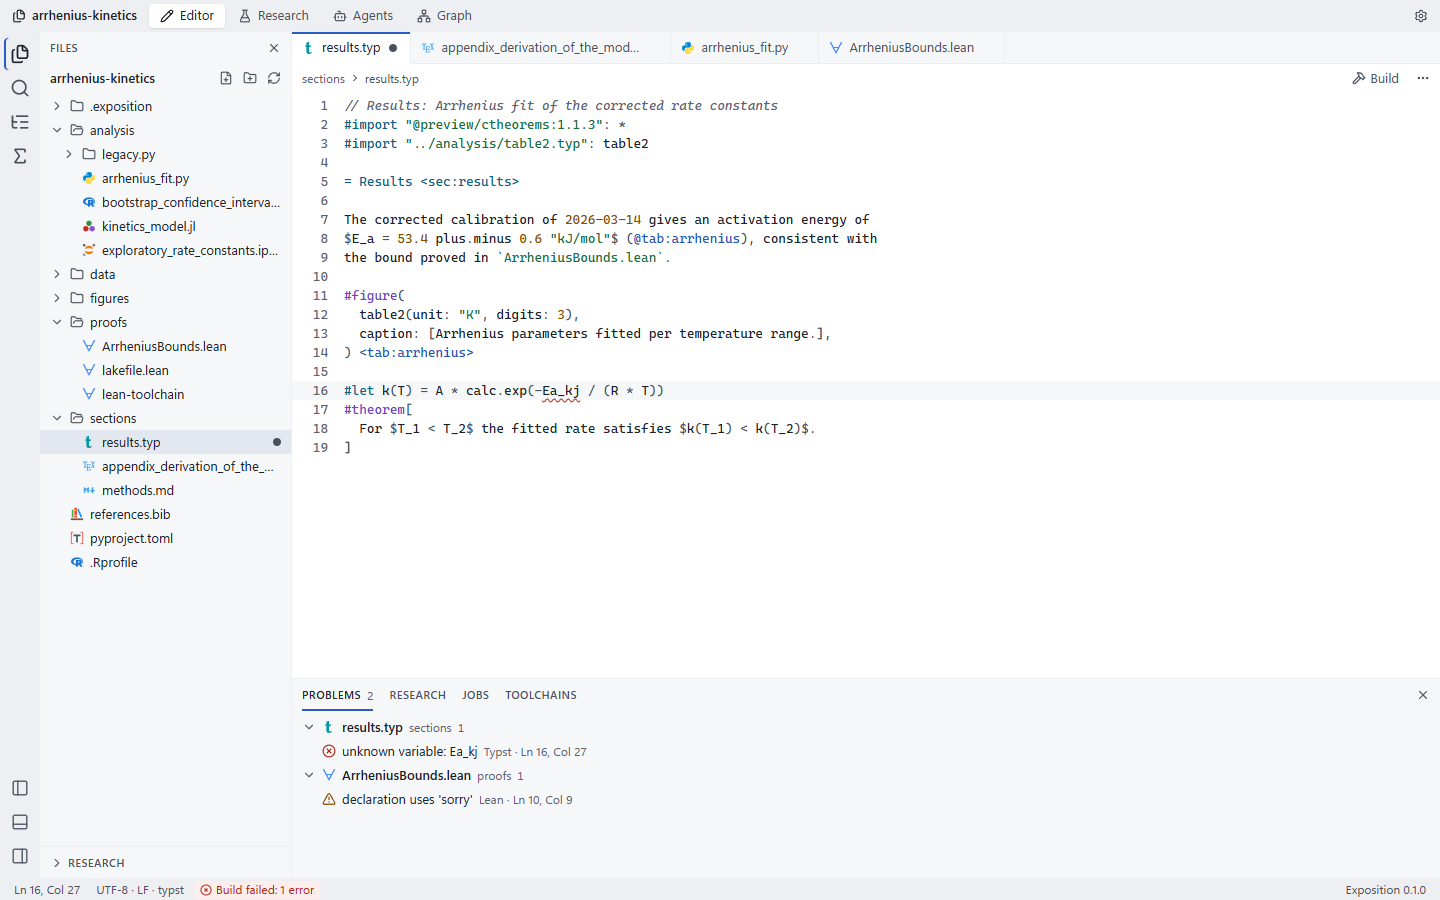 arrhenius-kinetics
Editor
Research
Agents
Graph
FILES
arrhenius-kinetics
.exposition
analysis
legacy.py
arrhenius_fit.py
bootstrap_confidence_interva...
kinetics_model.jl
exploratory_rate_constants.ip...
data
figures
proofs
ArrheniusBounds.lean
lakefile.lean
lean-toolchain
sections
results.typ
appendix_derivation_of_the_...
methods.md
references.bib
pyproject.toml
.Rprofile
RESEARCH
results.typ
appendix_derivation_of_the_mod...
arrhenius_fit.py
ArrheniusBounds.lean
sections > results.typ
Build
1 // Results: Arrhenius fit of the corrected rate constants
2 #import "@preview/ctheorems:1.1.3": *
3 #import "../analysis/table2.typ": table2
4
5 = Results <sec:results>
6
7 The corrected calibration of 2026-03-14 gives an activation energy of
8 $E_a = 53.4 plus.minus 0.6 "kJ/mol"$ (@tab:arrhenius), consistent with
9 the bound proved in `ArrheniusBounds.lean`.
10
11 #figure(
12   table2(unit: "K", digits: 3),
13   caption: [Arrhenius parameters fitted per temperature range.],
14 ) <tab:arrhenius>
15
16 #let k(T) = A * calc.exp(-Ea_kj / (R * T))
17 #theorem[
18   For $T_1 < T_2$ the fitted rate satisfies $k(T_1) < k(T_2)$.
19 ]
PROBLEMS 2
RESEARCH
JOBS
TOOLCHAINS
results.typ sections 1
unknown variable: Ea_kj Typst · Ln 16, Col 27
ArrheniusBounds.lean proofs 1
declaration uses 'sorry' Lean · Ln 10, Col 9
Ln 16, Col 27
UTF-8 · LF · typst
Build failed: 1 error
Exposition 0.1.0